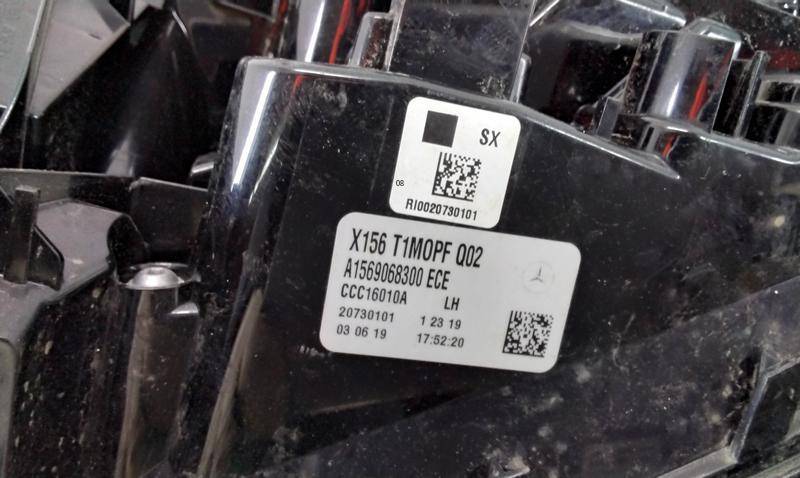 SX
08
RI0020730101
X156 T1MOPF Q02
A1569068300 ECE
CCC16010A LH
20730101 1 23 19
03 06 19 17:52:20